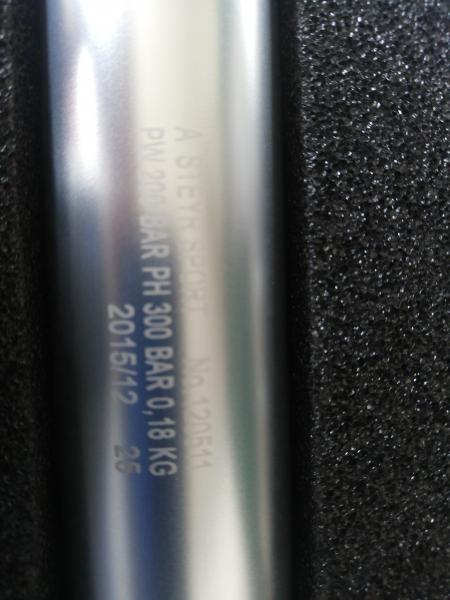 A STEYR SPORT No.120511
PW 200 BAR PH 300 BAR 0,18 KG
2015/12 25